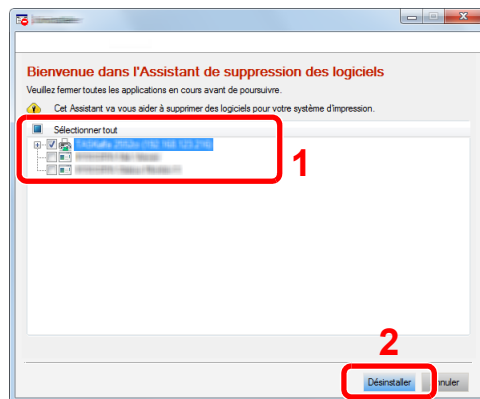 Bienvenue dans l'Assistant de suppression des logiciels
Veuillez fermer toutes les applications en cours avant de poursuivre.
Cet Assistant va vous aider à supprimer des logiciels pour votre système d'impression.
Sélectionner tout
1
2
Désinstaller
nnuler